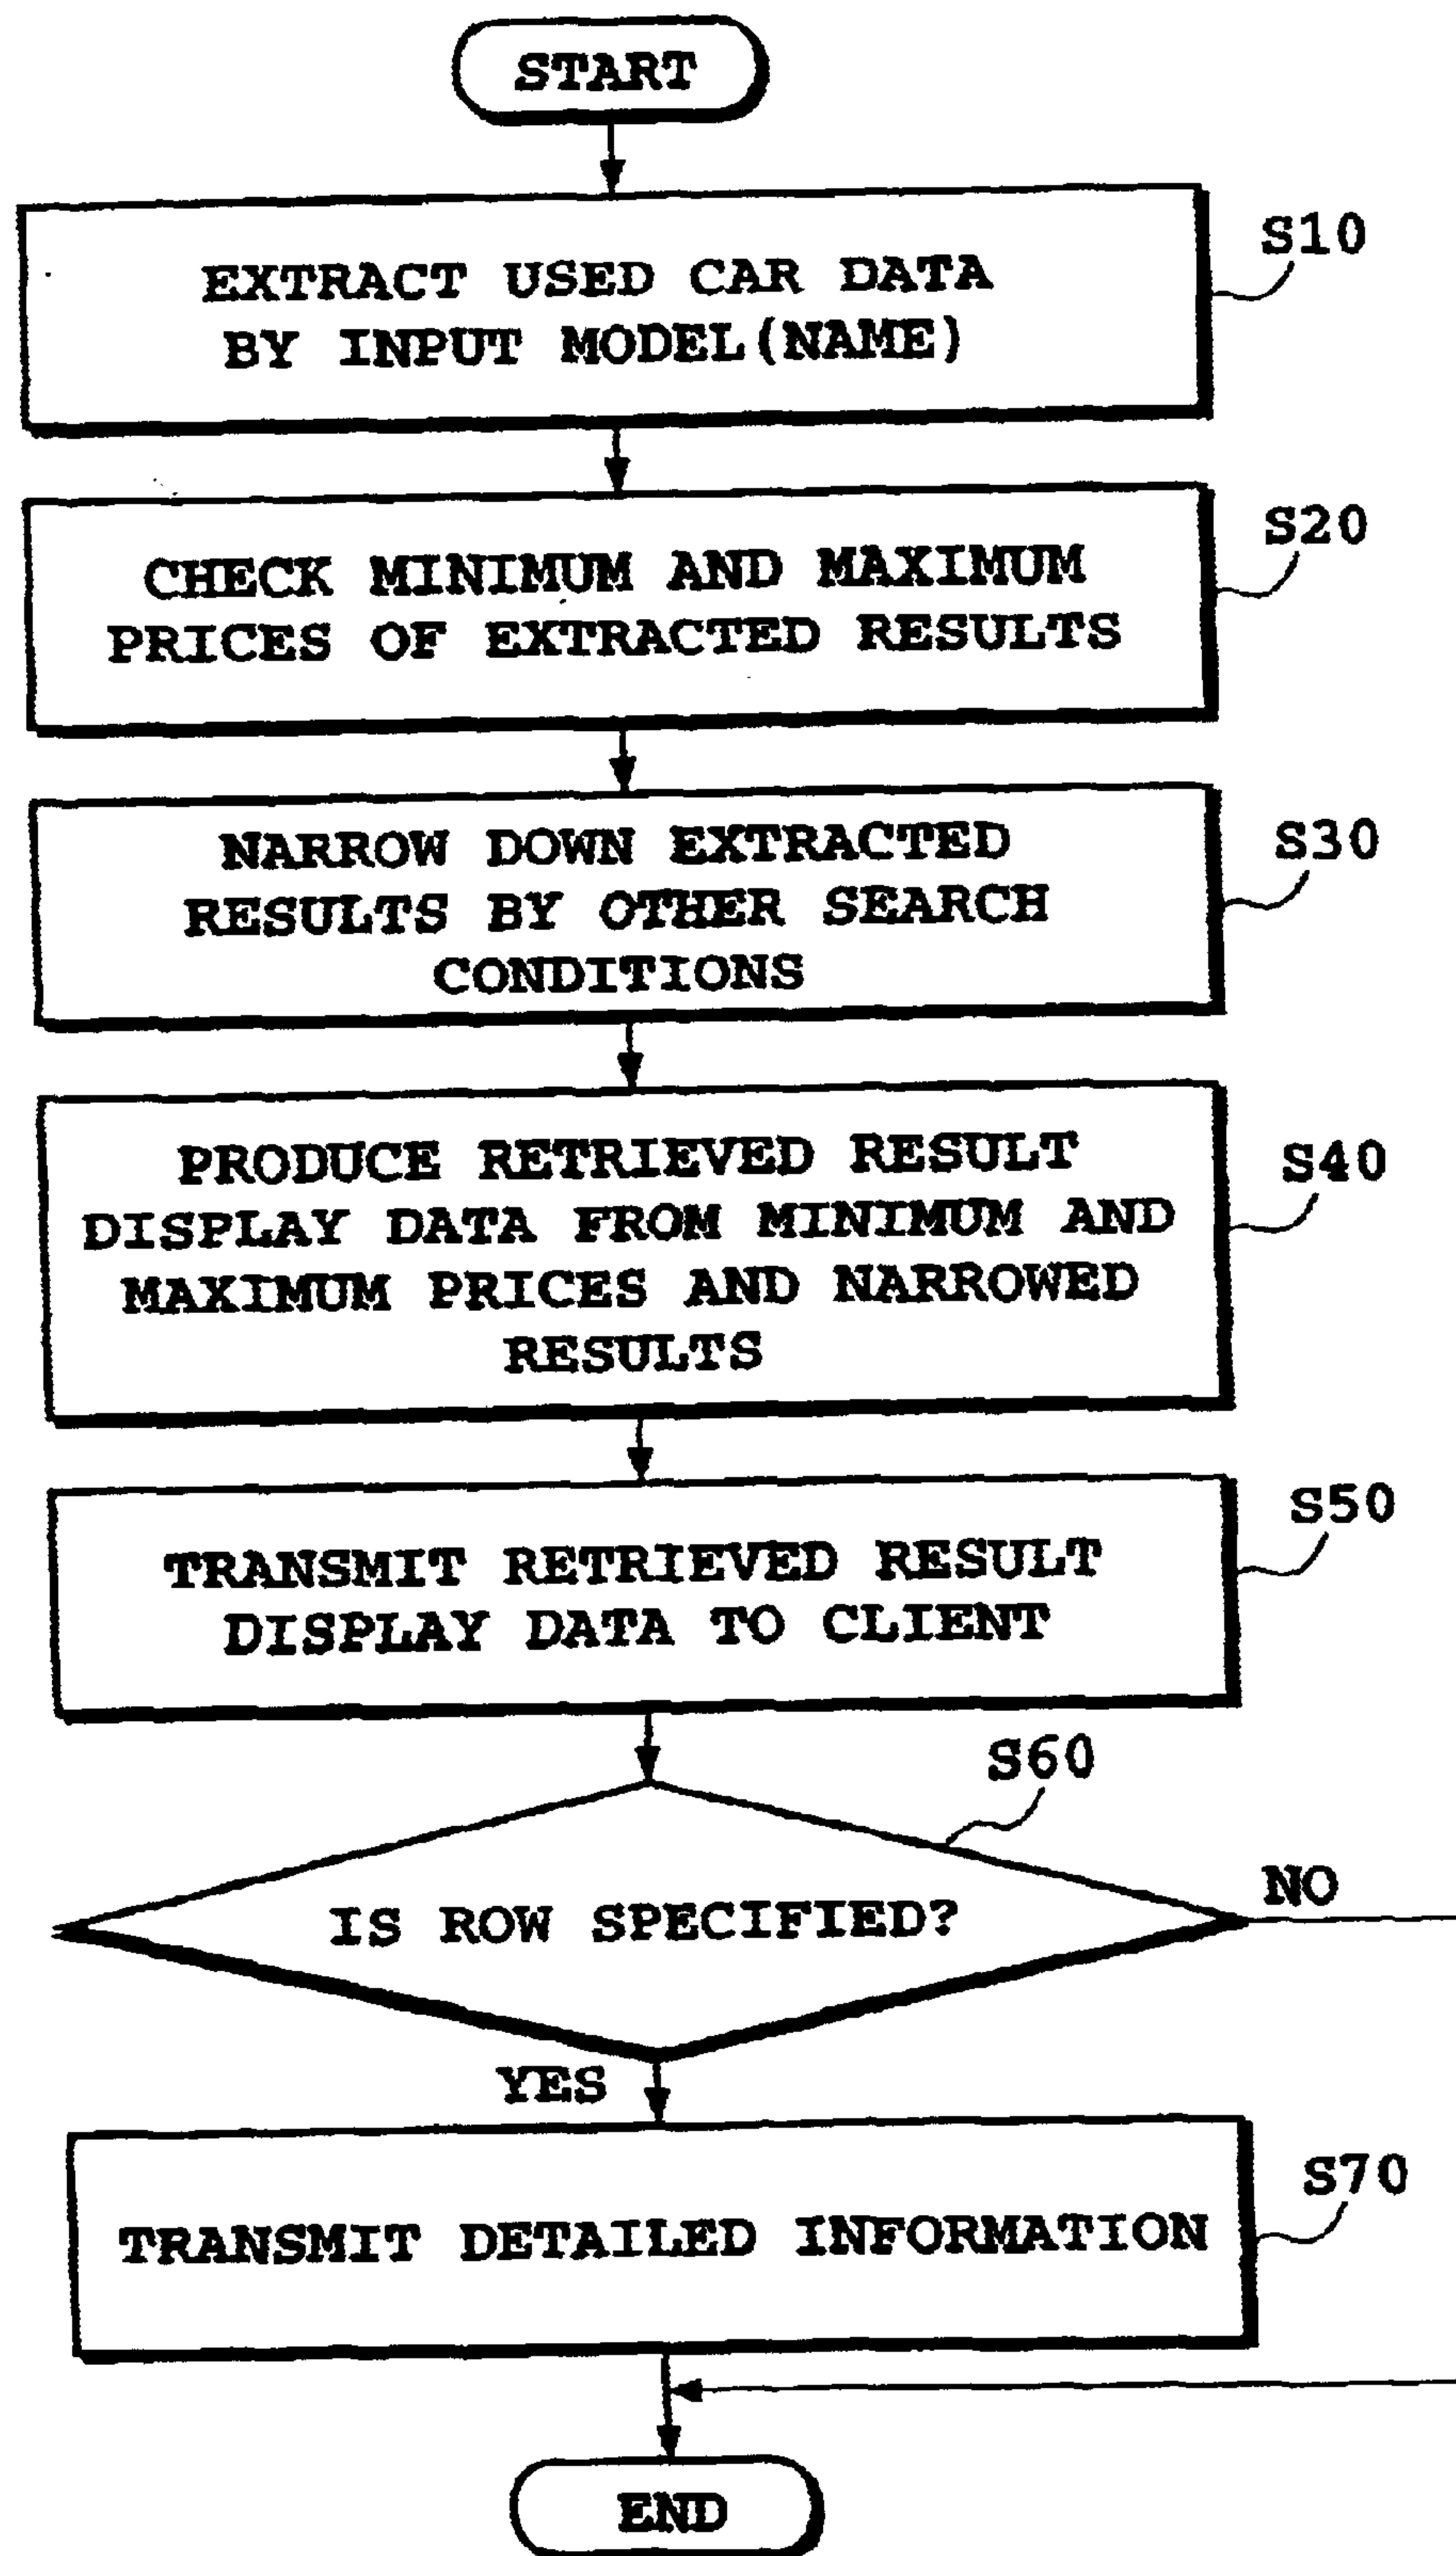 START
EXTRACT USED CAR DATA
BY INPUT MODEL(NAME)
S10
CHECK MINIMUM AND MAXIMUM
PRICES OF EXTRACTED RESULTS
S20
NARROW DOWN EXTRACTED
RESULTS BY OTHER SEARCH
CONDITIONS
S30
PRODUCE RETRIEVED RESULT
DISPLAY DATA FROM MINIMUM AND
MAXIMUM PRICES AND NARROWED
RESULTS
S40
TRANSMIT RETRIEVED RESULT
DISPLAY DATA TO CLIENT
S50
S60
IS ROW SPECIFIED?
NO
YES
TRANSMIT DETAILED INFORMATION
S70
END